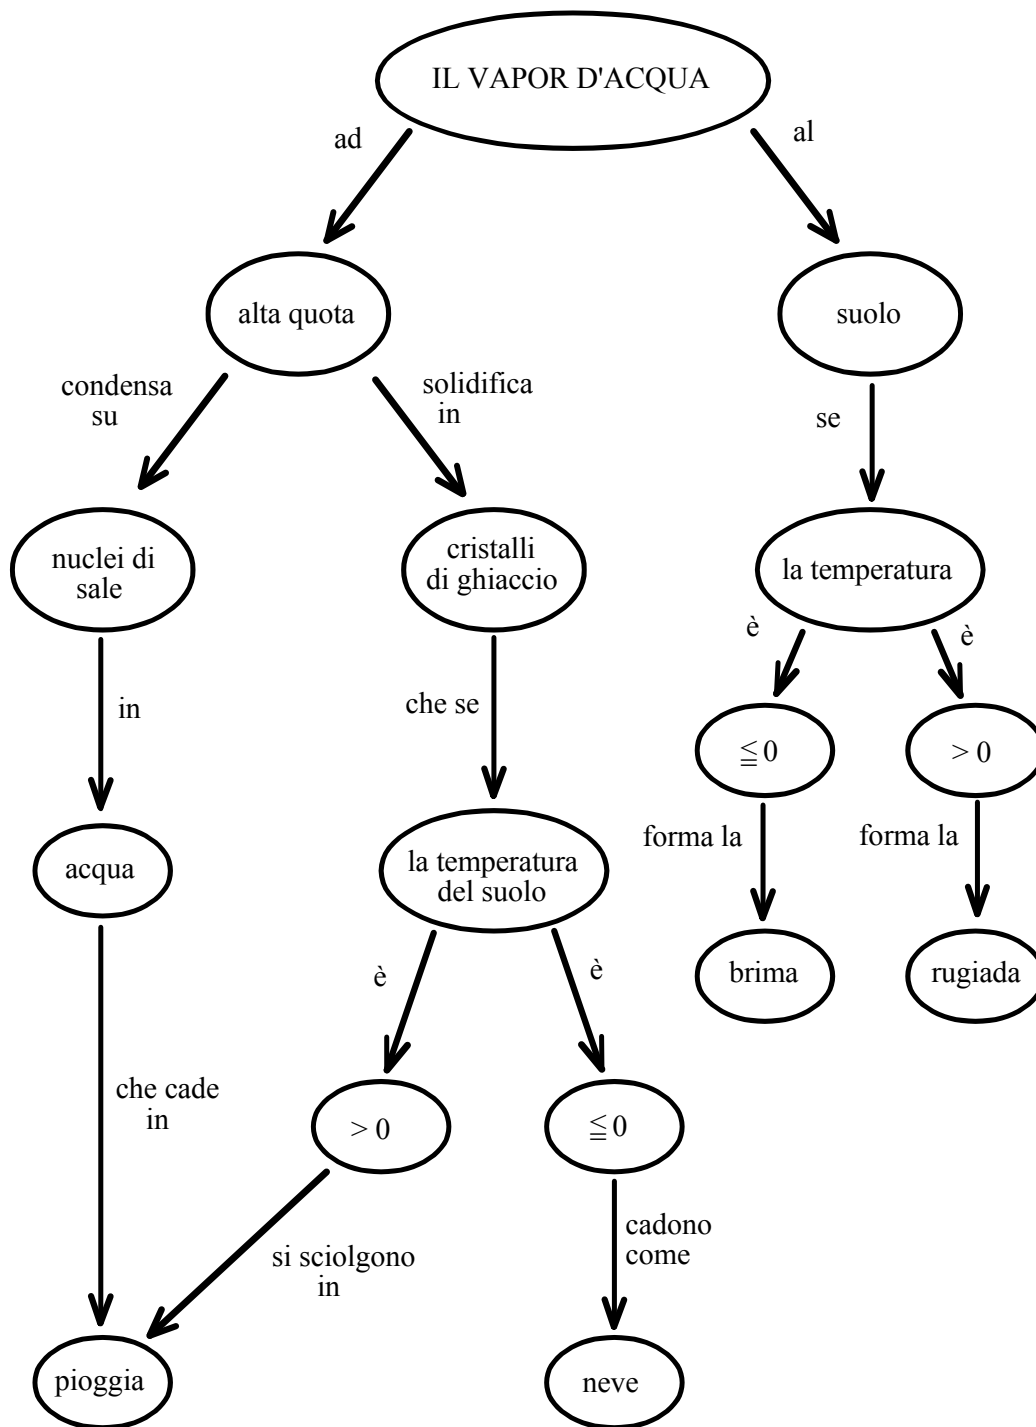 IL VAPOR D'ACQUA
ad
al
alta quota
suolo
condensa
su
solidifica
in
se
nuclei di
sale
cristalli
di ghiaccio
la temperatura
è
è
in
che se
≦ 0
> 0
forma la
forma la
acqua
la temperatura
del suolo
brima
rugiada
è
è
che cade
in
> 0
≦ 0
si sciolgono
in
cadono
come
pioggia
neve